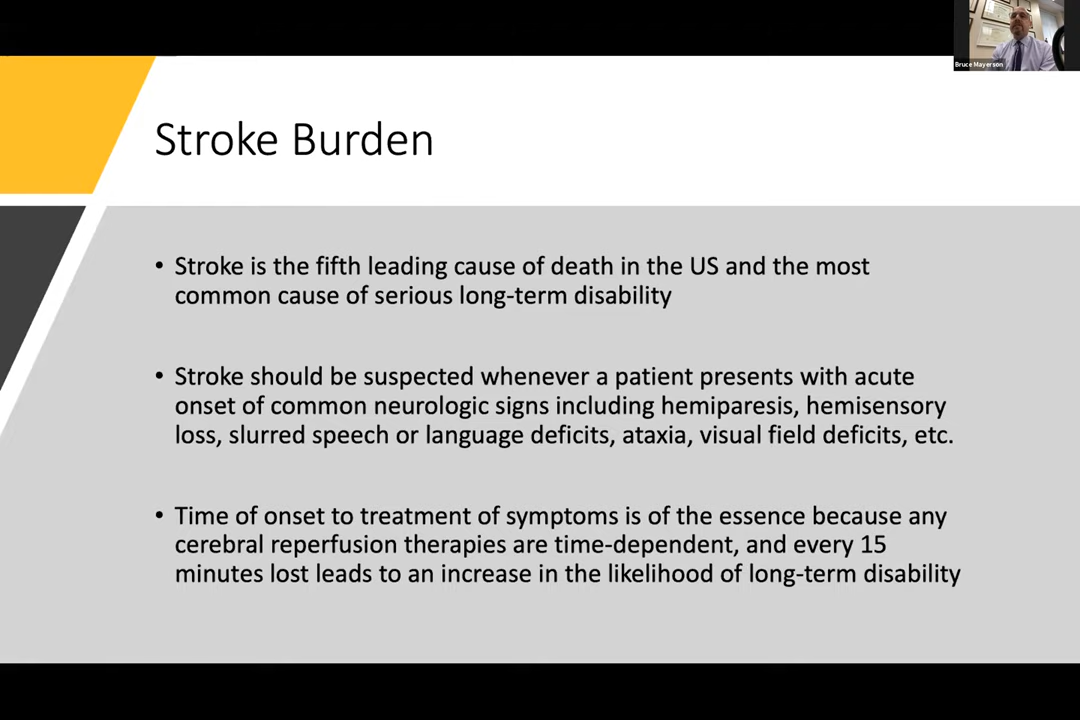 Bruce Mayerson
Stroke Burden
• Stroke is the fifth leading cause of death in the US and the most
common cause of serious long-term disability
• Stroke should be suspected whenever a patient presents with acute
onset of common neurologic signs including hemiparesis, hemisensory
loss, slurred speech or language deficits, ataxia, visual field deficits, etc.
• Time of onset to treatment of symptoms is of the essence because any
cerebral reperfusion therapies are time-dependent, and every 15
minutes lost leads to an increase in the likelihood of long-term disability